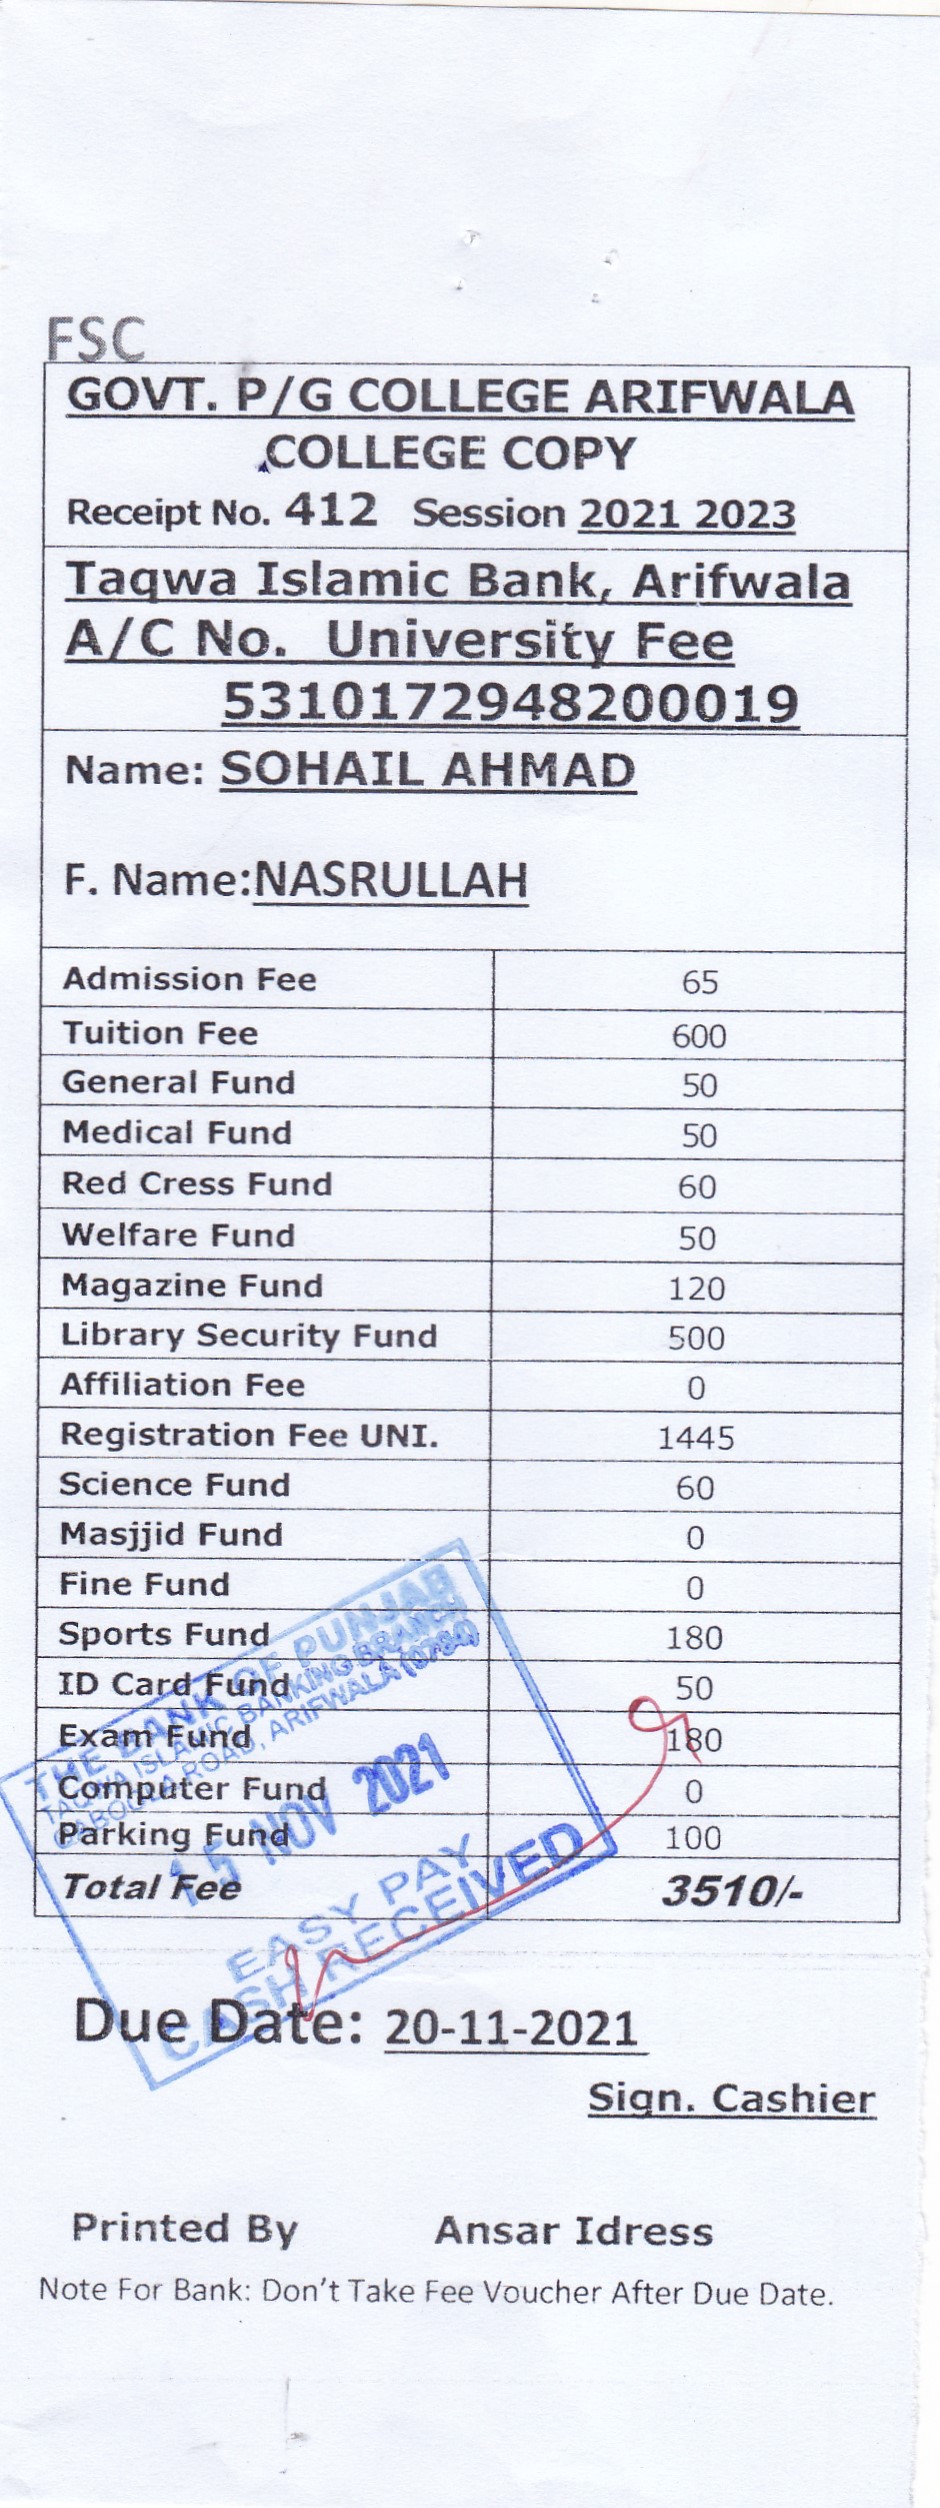 FSC
GOVT. P/G COLLEGE ARIFWALA
COLLEGE COPY
Receipt No. 412 Session 2021 2023
Taqwa Islamic Bank, Arifwala
A/C No. University Fee
5310172948200019
Name: SOHAIL AHMAD
F. Name:NASRULLAH
Admission Fee 65
Tuition Fee 600
General Fund 50
Medical Fund 50
Red Cress Fund 60
Welfare Fund 50
Magazine Fund 120
Library Security Fund 500
Affiliation Fee 0
Registration Fee UNI. 1445
Science Fund 60
Masjjid Fund 0
Fine Fund 0
Sports Fund 180
ID Card Fund 50
Exam Fund 180
Computer Fund 0
Parking Fund 100
Total Fee 3510/-
THE BANK OF PUNJAB
TAQWA ISLAMIC BANKING BRANCH
QABOOLA ROAD, ARIFWALA (0784)
15 NOV 2021
EASY PAY
CASH RECEIVED
Due Date: 20-11-2021
Sign. Cashier
Printed By Ansar Idress
Note For Bank: Don't Take Fee Voucher After Due Date.